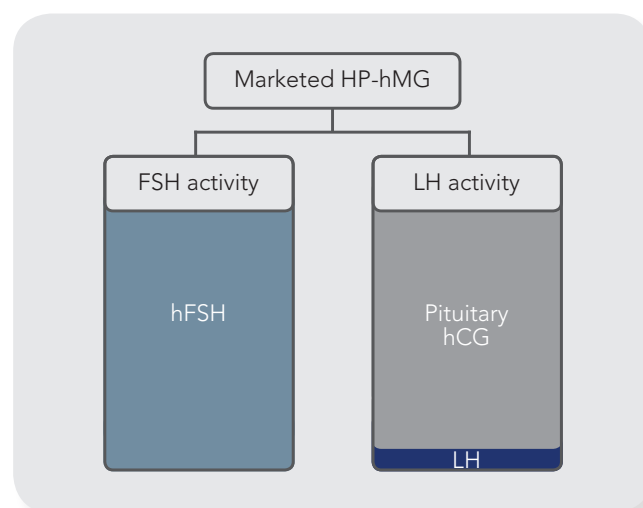 Marketed HP-hMG
FSH activity
LH activity
hFSH
Pituitary
hCG
LH